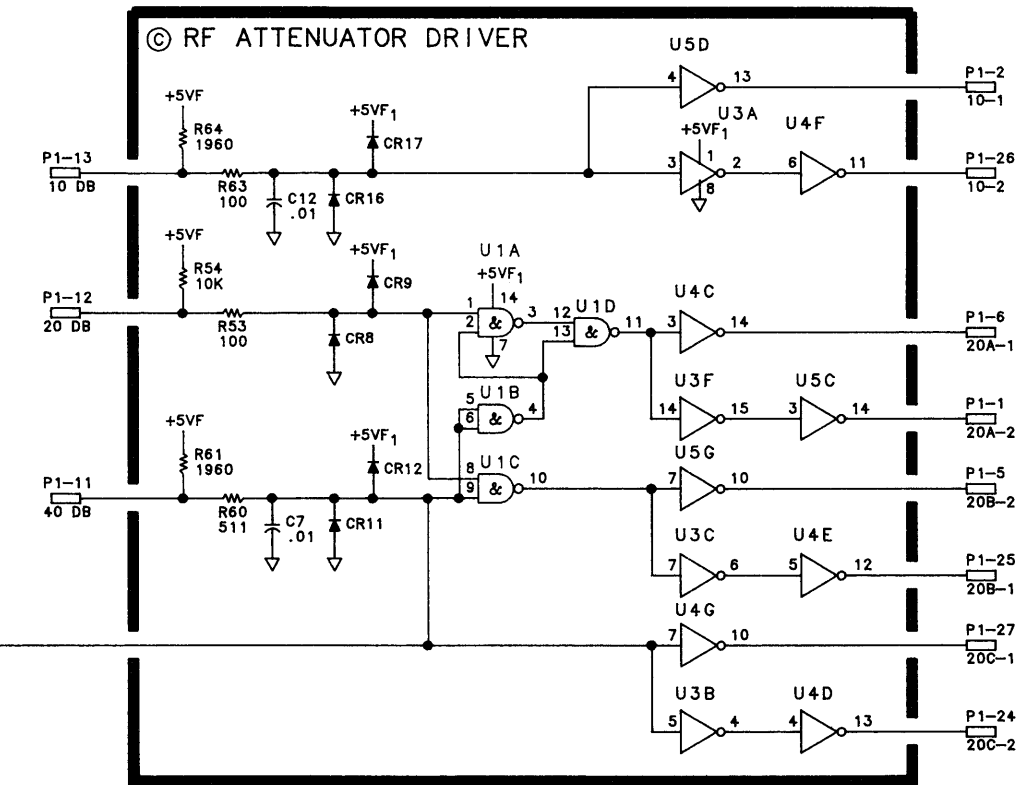 © RF ATTENUATOR DRIVER
U5D
4
13
P1-2
10-1
+5VF
R64
1960
+5VF1
CR17
U3A
+5VF1
1
U4F
P1-13
10 DB
R63
100
C12
.01
CR16
3
2
8
6
11
P1-26
10-2
+5VF
R54
10K
+5VF1
CR9
U1A
+5VF1
14
P1-12
20 DB
R53
100
CR8
1
2
&
3
7
12
13
U1D
&
11
U4C
3
14
P1-6
20A-1
U3F
14
15
U5C
3
14
P1-1
20A-2
U1B
5
6
&
4
+5VF
R61
1960
+5VF1
CR12
U1C
8
9
&
10
U5G
7
10
P1-5
20B-2
P1-11
40 DB
R60
511
C7
.01
CR11
U3C
7
6
U4E
5
12
P1-25
20B-1
U4G
7
10
P1-27
20C-1
U3B
5
4
U4D
4
13
P1-24
20C-2